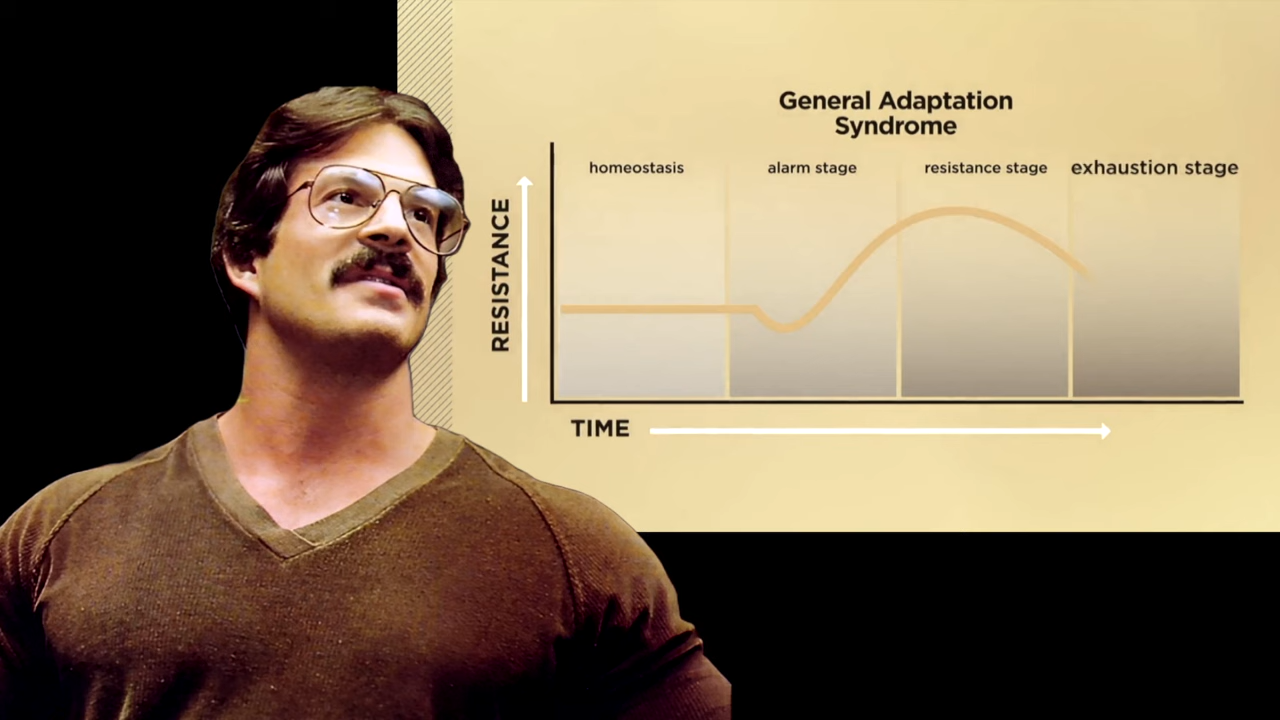 General Adaptation
Syndrome
homeostasis
alarm stage
resistance stage
exhaustion stage
RESISTANCE
TIME